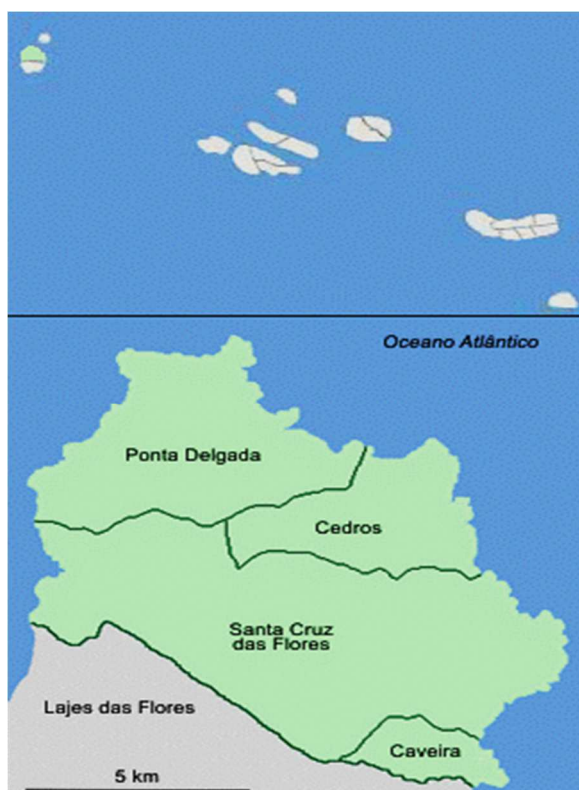 Oceano Atlântico
Ponta Delgada
Cedros
Santa Cruz
das Flores
Lajes das Flores
Caveira
5 km